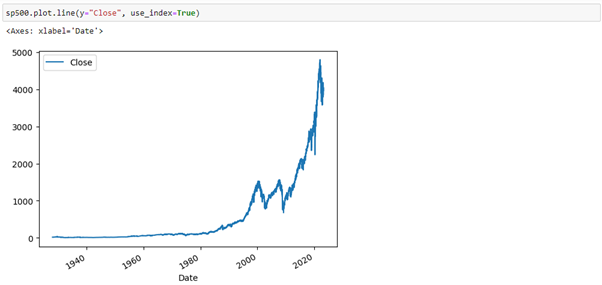 sp500.plot.line(y="Close", use_index=True)
<Axes: xlabel='Date'>
Close
5000
4000
3000
2000
1000
0
1940
1960
1980
2000
2020
Date